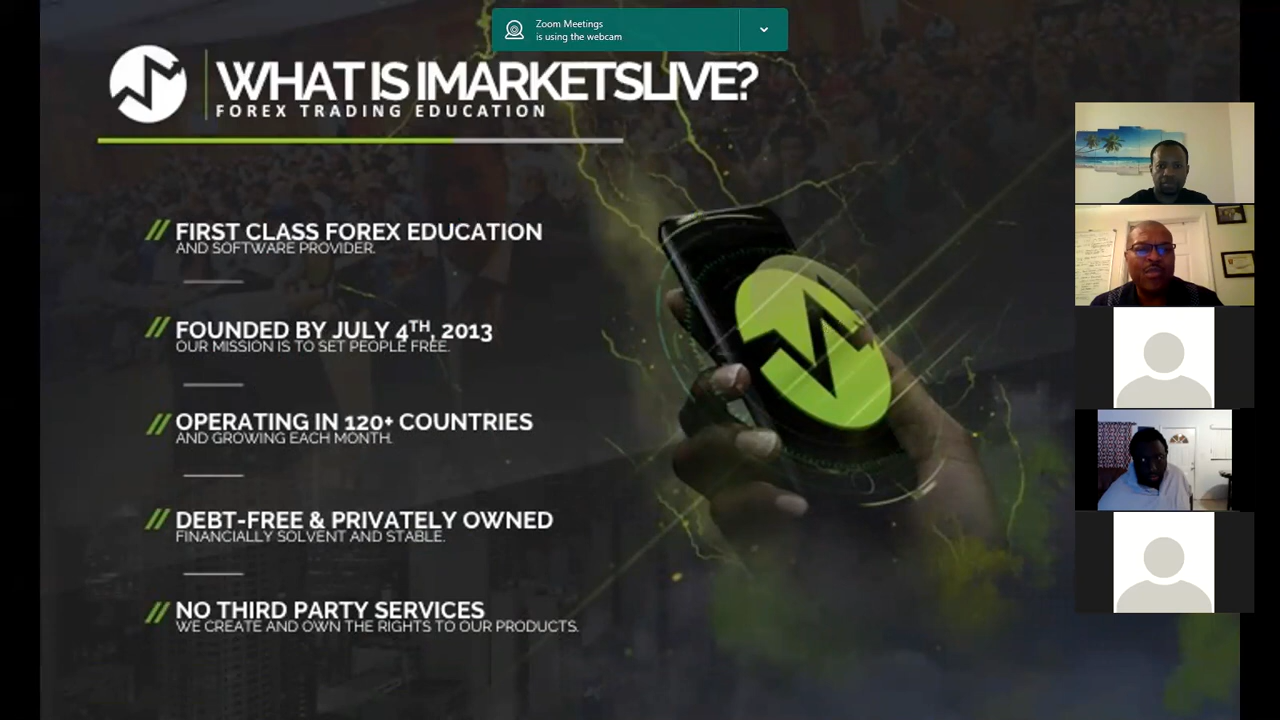 Zoom Meetings
is using the webcam
WHAT IS IMARKETSLIVE?
FOREX TRADING EDUCATION
// FIRST CLASS FOREX EDUCATION
AND SOFTWARE PROVIDER.
// FOUNDED BY JULY 4TH, 2013
OUR MISSION IS TO SET PEOPLE FREE.
// OPERATING IN 120+ COUNTRIES
AND GROWING EACH MONTH.
// DEBT-FREE & PRIVATELY OWNED
FINANCIALLY SOLVENT AND STABLE.
// NO THIRD PARTY SERVICES
WE CREATE AND OWN THE RIGHTS TO OUR PRODUCTS.